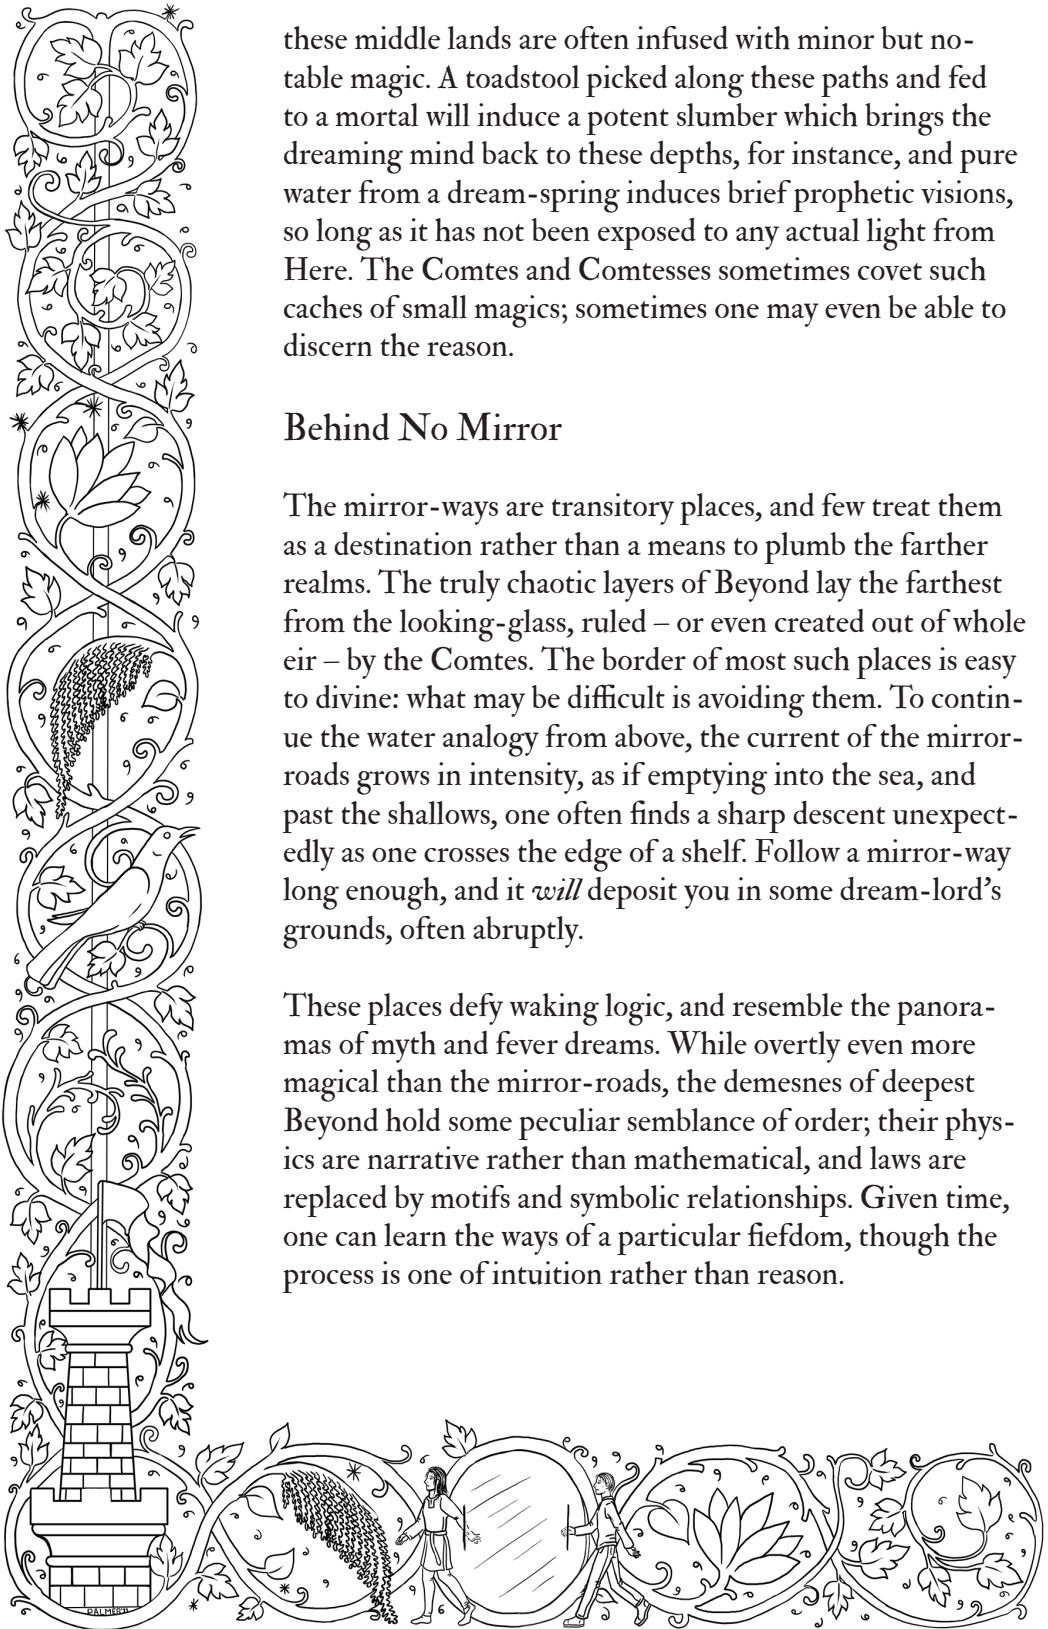 these middle lands are often infused with minor but no-
table magic. A toadstool picked along these paths and fed
to a mortal will induce a potent slumber which brings the
dreaming mind back to these depths, for instance, and pure
water from a dream-spring induces brief prophetic visions,
so long as it has not been exposed to any actual light from
Here. The Comtes and Comtesses sometimes covet such
caches of small magics; sometimes one may even be able to
discern the reason.
Behind No Mirror
The mirror-ways are transitory places, and few treat them
as a destination rather than a means to plumb the farther
realms. The truly chaotic layers of Beyond lay the farthest
from the looking-glass, ruled – or even created out of whole
eir – by the Comtes. The border of most such places is easy
to divine: what may be difficult is avoiding them. To contin-
ue the water analogy from above, the current of the mirror-
roads grows in intensity, as if emptying into the sea, and
past the shallows, one often finds a sharp descent unexpect-
edly as one crosses the edge of a shelf. Follow a mirror-way
long enough, and it will deposit you in some dream-lord’s
grounds, often abruptly.
These places defy waking logic, and resemble the panora-
mas of myth and fever dreams. While overtly even more
magical than the mirror-roads, the demesnes of deepest
Beyond hold some peculiar semblance of order; their phys-
ics are narrative rather than mathematical, and laws are
replaced by motifs and symbolic relationships. Given time,
one can learn the ways of a particular fiefdom, though the
process is one of intuition rather than reason.